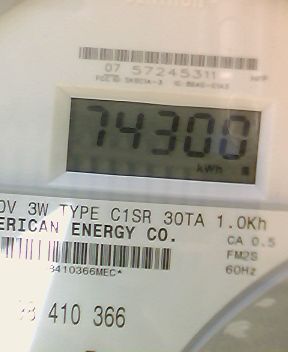 07 57245311
74300
kWh
0V 3W TYPE C1SR 30TA 1.0Kh
ERICAN ENERGY CO.
CA 0.5
FM2S
60Hz
8410366MEC*
410 366